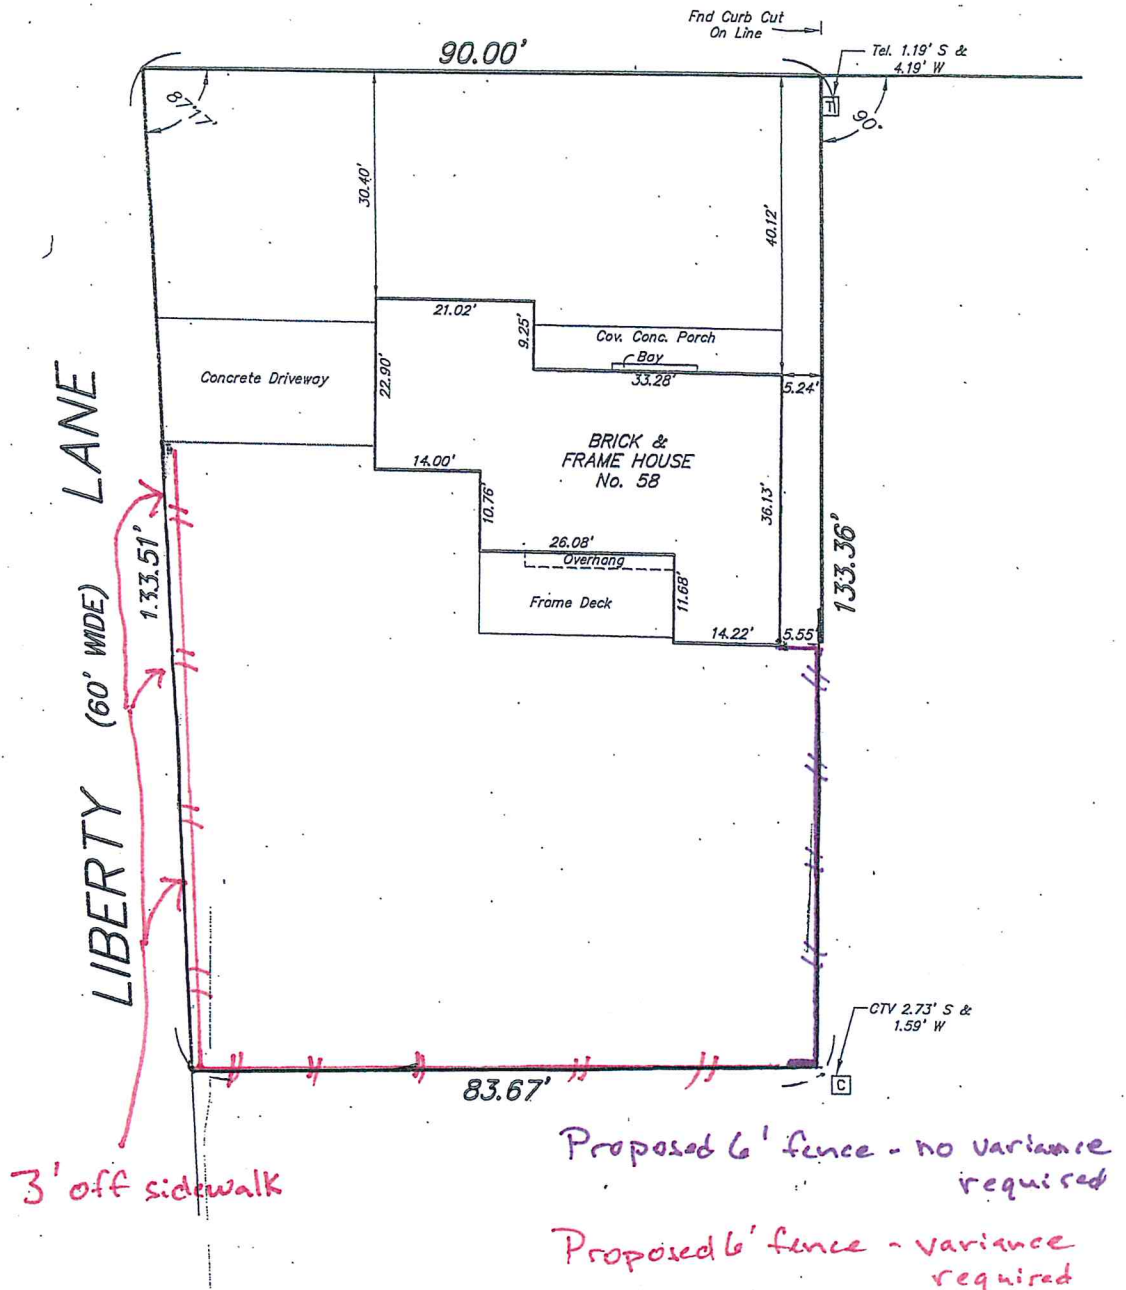 Fnd Curb Cut
On Line
90.00'
Tel. 1.19' S &
4.19' W
T
87°17'
90°
30.40'
40.12'
21.02'
9.25'
Cov. Conc. Porch
Bay
33.28'
5.24'
Concrete Driveway
22.90'
BRICK &
FRAME HOUSE
No. 58
14.00'
10.76'
36.13'
26.08'
Overhang
Frame Deck
11.68'
14.22'
5.55'
133.36'
133.51'
LIBERTY LANE
(60' WIDE)
CTV 2.73' S &
1.59' W
C
83.67'
3' off sidewalk
Proposed 6' fence - no variance
required
Proposed 6' fence - variance
required